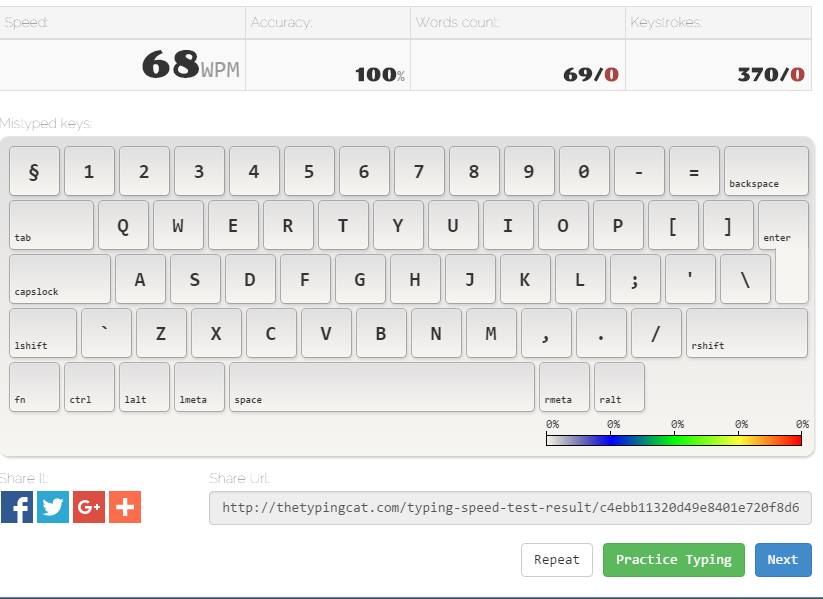 Speed: Accuracy: Words count: Keystrokes:
68WPM 100% 69/0 370/0
Mistyped keys:
§ 1 2 3 4 5 6 7 8 9 0 - = backspace
tab Q W E R T Y U I O P [ ] enter
capslock A S D F G H J K L ; ' \
lshift ` Z X C V B N M , . / rshift
fn ctrl lalt lmeta space rmeta ralt
0% 0% 0% 0% 0%
Share It: Share Url:
f G+ + http://thetypingcat.com/typing-speed-test-result/c4ebb11320d49e8401e720f8d6
Repeat Practice Typing Next